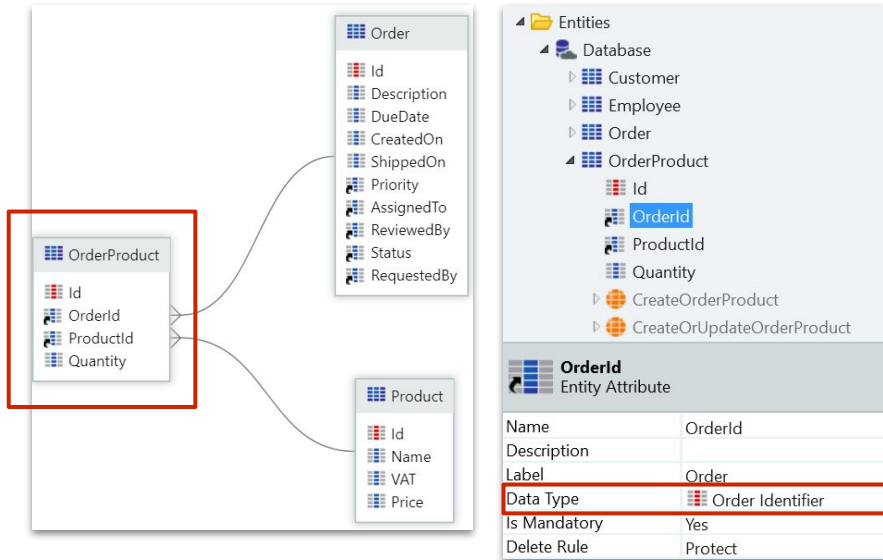 Order
Id
Description
DueDate
CreatedOn
ShippedOn
Priority
AssignedTo
ReviewedBy
Status
RequestedBy
OrderProduct
Id
OrderId
ProductId
Quantity
Product
Id
Name
VAT
Price
Entities
Database
Customer
Employee
Order
OrderProduct
Id
OrderId
ProductId
Quantity
CreateOrderProduct
CreateOrUpdateOrderProduct
OrderId
Entity Attribute
Name OrderId
Description
Label Order
Data Type Order Identifier
Is Mandatory Yes
Delete Rule Protect